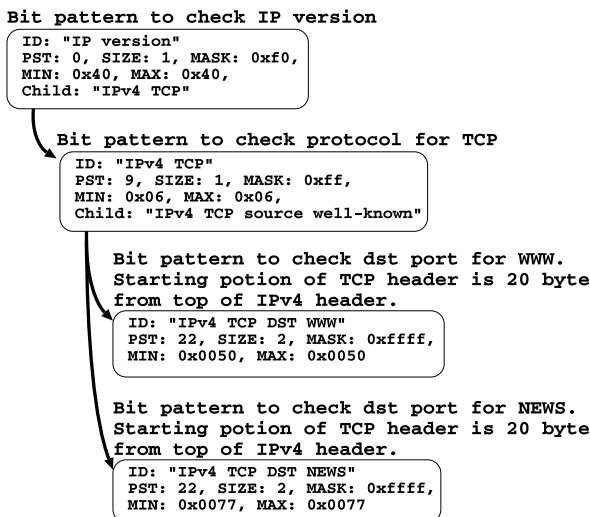 Bit pattern to check IP version
ID: "IP version"
PST: 0, SIZE: 1, MASK: 0xf0,
MIN: 0x40, MAX: 0x40,
Child: "IPv4 TCP"
Bit pattern to check protocol for TCP
ID: "IPv4 TCP"
PST: 9, SIZE: 1, MASK: 0xff,
MIN: 0x06, MAX: 0x06,
Child: "IPv4 TCP source well-known"
Bit pattern to check dst port for WWW.
Starting potion of TCP header is 20 byte
from top of IPv4 header.
ID: "IPv4 TCP DST WWW"
PST: 22, SIZE: 2, MASK: 0xffff,
MIN: 0x0050, MAX: 0x0050
Bit pattern to check dst port for NEWS.
Starting potion of TCP header is 20 byte
from top of IPv4 header.
ID: "IPv4 TCP DST NEWS"
PST: 22, SIZE: 2, MASK: 0xffff,
MIN: 0x0077, MAX: 0x0077